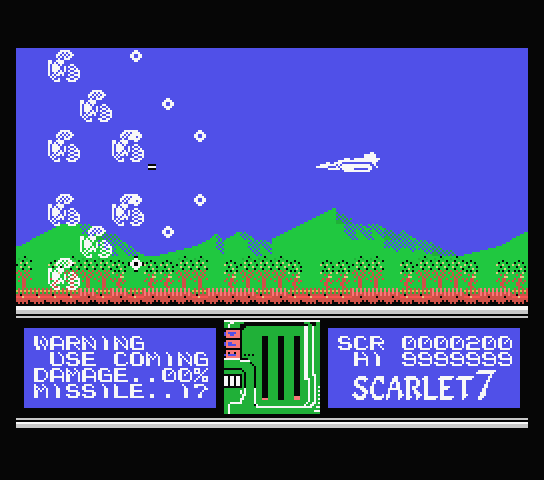 WARNING
USE COMING
DAMAGE..00%
MISSILE..17
SCR 0000200
HI 9999999
SCARLET7